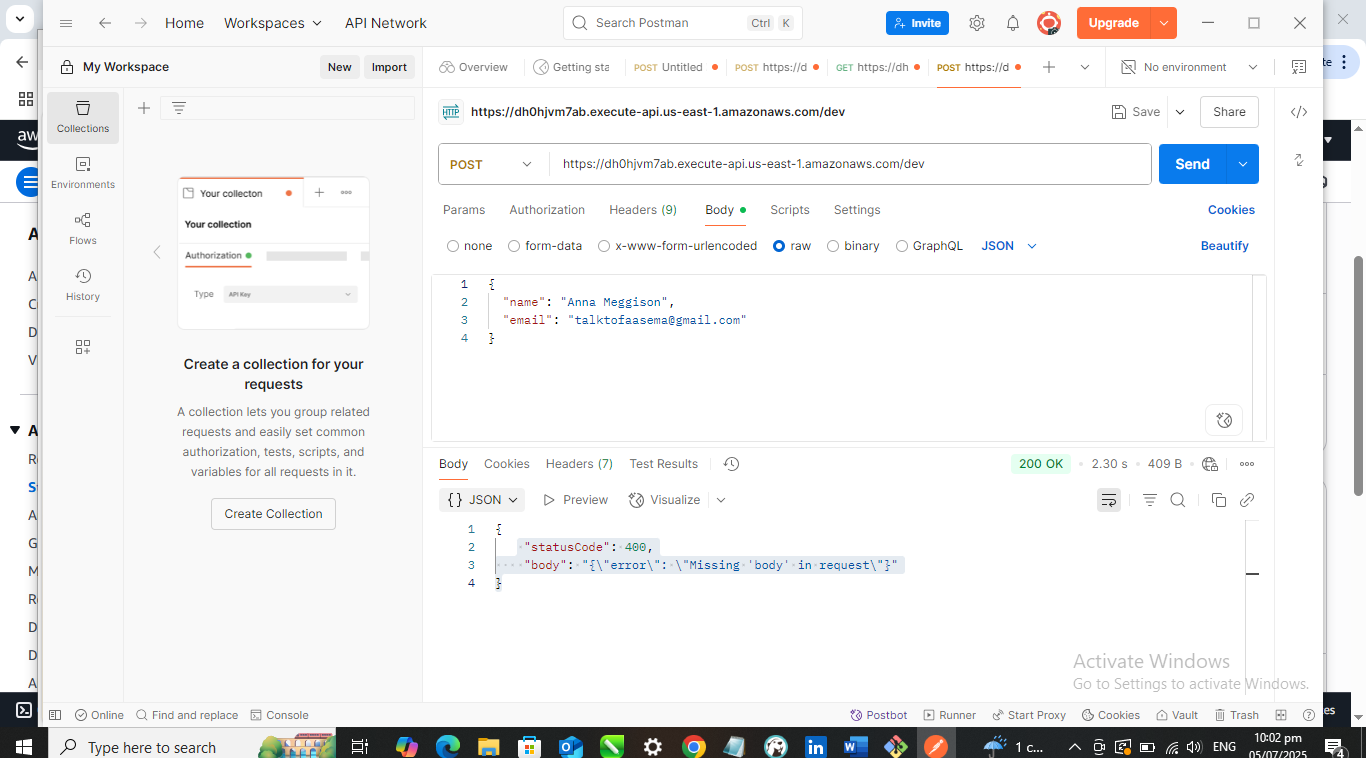 Home Workspaces API Network Search Postman Ctrl K Invite Upgrade
My Workspace New Import
Overview Getting sta POST Untitled POST https://d GET https://dh POST https://d No environment
Collections
Environments
Flows
History
Your collecton
Your collection
Authorization
Type API Key
Create a collection for your
requests
A collection lets you group related
requests and easily set common
authorization, tests, scripts, and
variables for all requests in it.
Create Collection
HTTP https://dh0hjvm7ab.execute-api.us-east-1.amazonaws.com/dev Save Share
POST https://dh0hjvm7ab.execute-api.us-east-1.amazonaws.com/dev Send
Params Authorization Headers (9) Body Scripts Settings Cookies
none form-data x-www-form-urlencoded raw binary GraphQL JSON Beautify
1 {
2 "name": "Anna Meggison",
3 "email": "talktofaasema@gmail.com"
4 }
Body Cookies Headers (7) Test Results 200 OK 2.30 s 409 B
{} JSON Preview Visualize
1 {
2 "statusCode": 400,
3 "body": "{\"error\": \"Missing 'body' in request\"}"
4 }
Activate Windows
Go to Settings to activate Windows.
Online Find and replace Console Postbot Runner Start Proxy Cookies Vault Trash
Type here to search 1 c... ENG 10:02 pm
05/07/2025 4